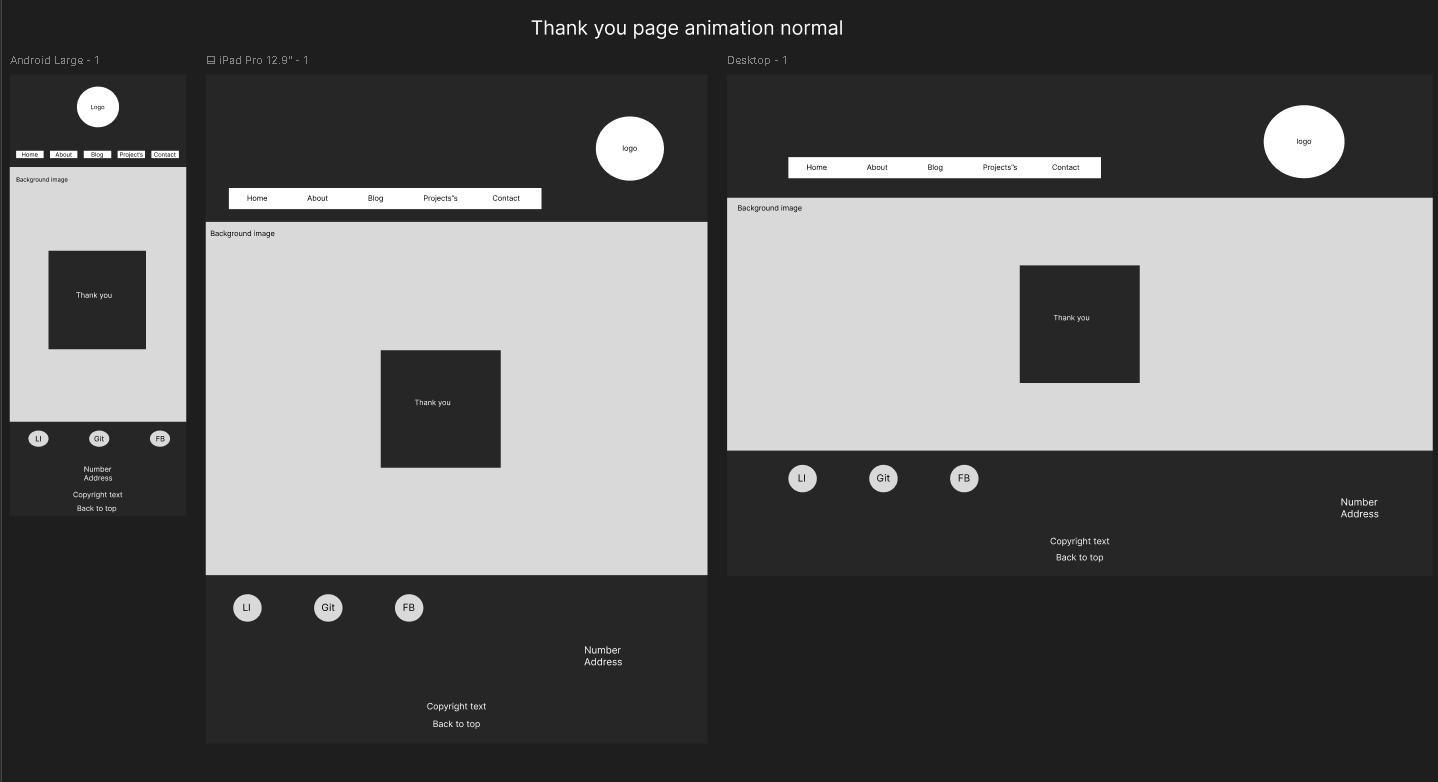 Thank you page animation normal
Android Large - 1
Logo
Home About Blog Project's Contact
Background image
Thank you
LI Git FB
Number
Address
Copyright text
Back to top
iPad Pro 12.9" - 1
logo
Home About Blog Projects"s Contact
Background image
Thank you
LI Git FB
Number
Address
Copyright text
Back to top
Desktop - 1
logo
Home About Blog Projects"s Contact
Background image
Thank you
LI Git FB
Number
Address
Copyright text
Back to top